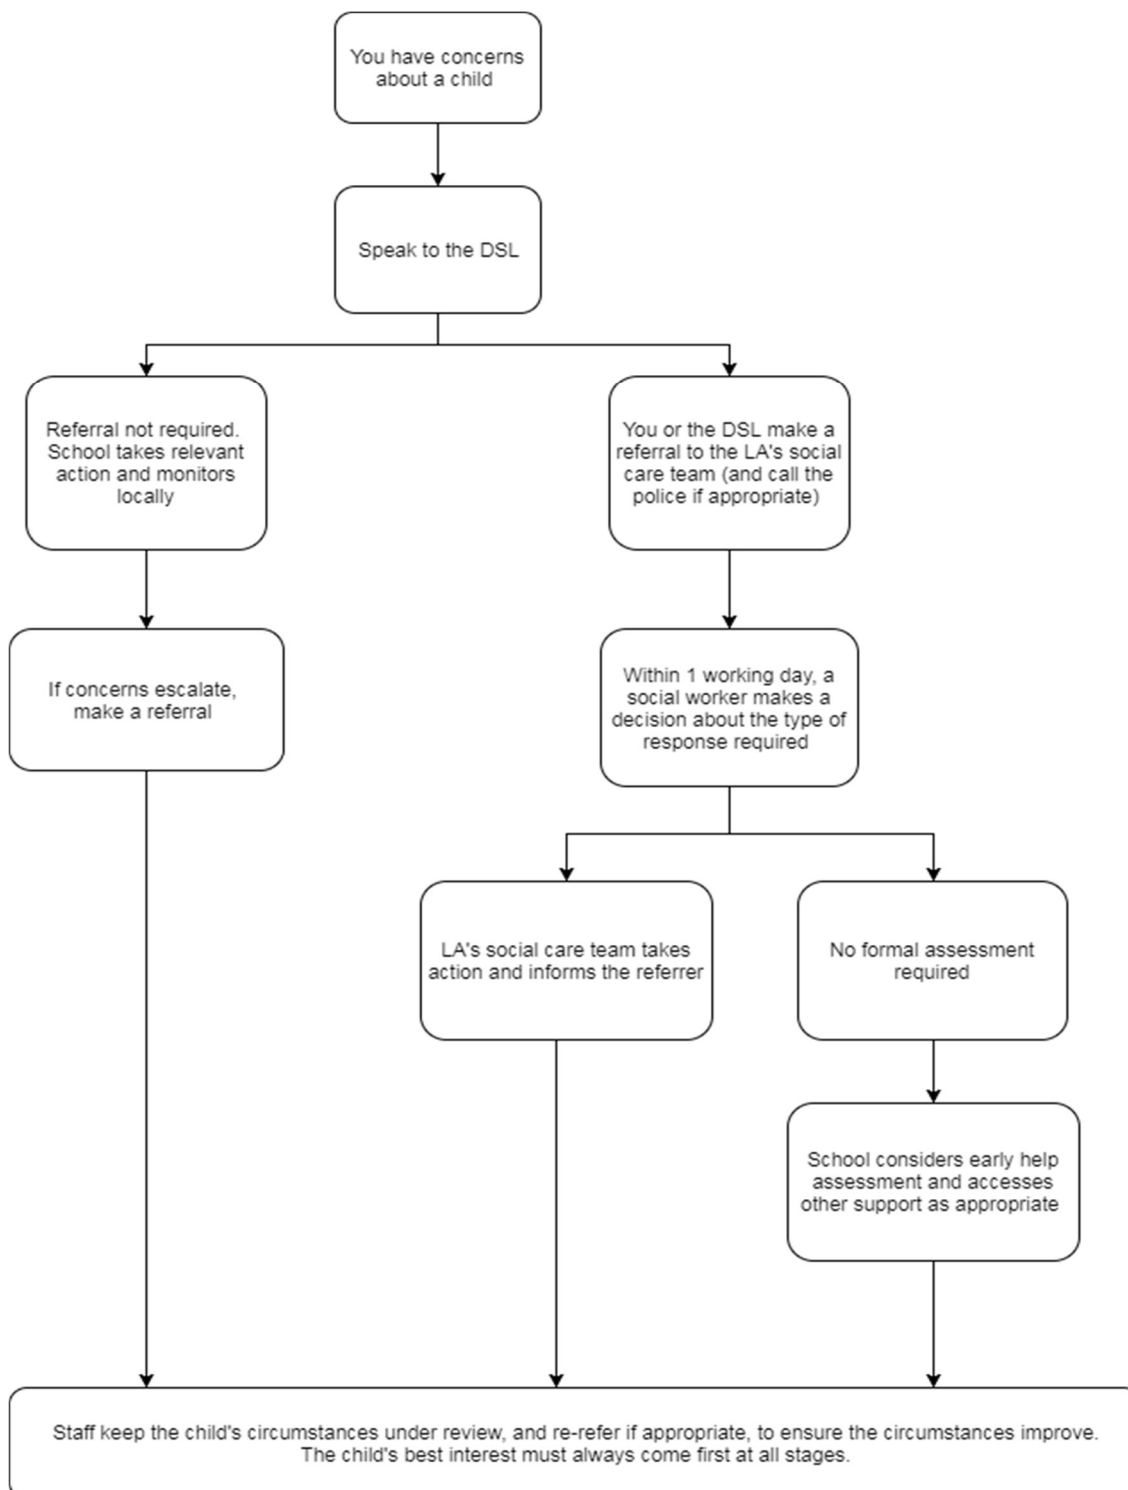 You have concerns
about a child
Speak to the DSL
Referral not required.
School takes relevant
action and monitors
locally
You or the DSL make a
referral to the LA's social
care team (and call the
police if appropriate)
If concerns escalate,
make a referral
Within 1 working day, a
social worker makes a
decision about the type of
response required
LA's social care team takes
action and informs the referrer
No formal assessment
required
School considers early help
assessment and accesses
other support as appropriate
Staff keep the child's circumstances under review, and re-refer if appropriate, to ensure the circumstances improve.
The child's best interest must always come first at all stages.